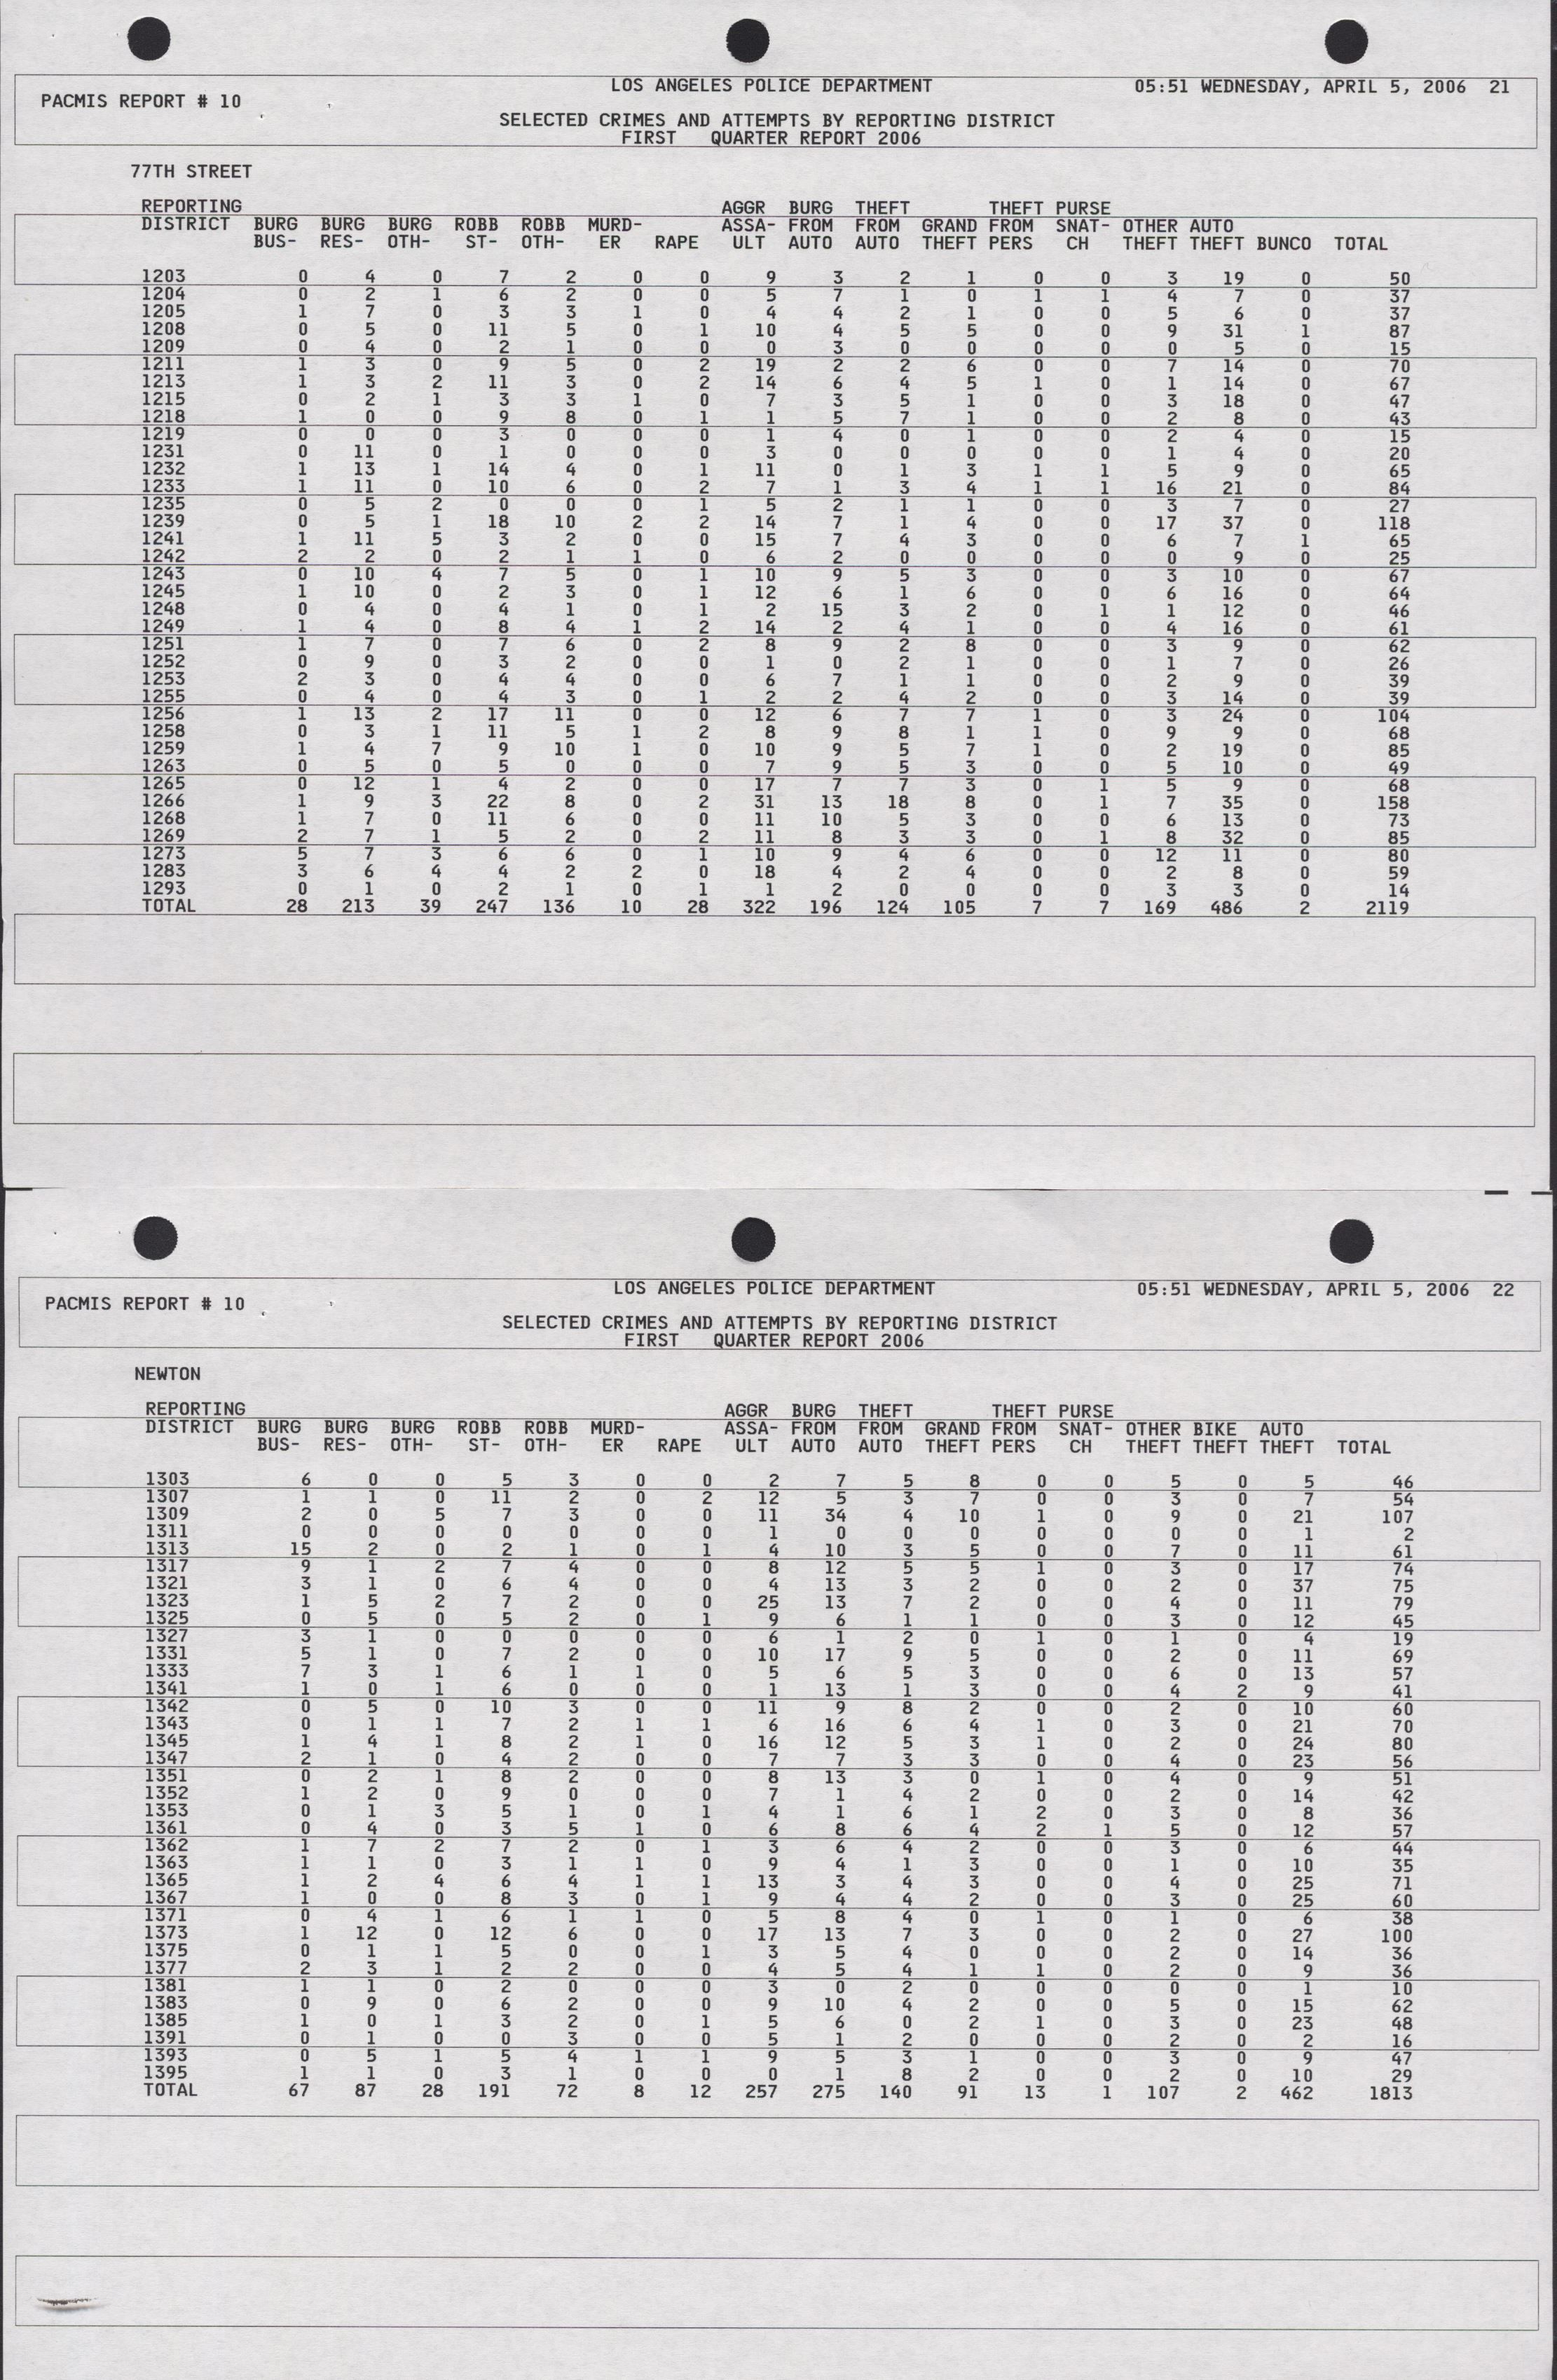 LOS ANGELES POLICE DEPARTMENT 05:51 WEDNESDAY, APRIL 5, 2006 21
PACMIS REPORT # 10
SELECTED CRIMES AND ATTEMPTS BY REPORTING DISTRICT
FIRST QUARTER REPORT 2006
77TH STREET
REPORTING AGGR BURG THEFT THEFT PURSE
DISTRICT BURG BURG BURG ROBB ROBB MURD- ASSA- FROM FROM GRAND FROM SNAT- OTHER AUTO
BUS- RES- OTH- ST- OTH- ER RAPE ULT AUTO AUTO THEFT PERS CH THEFT THEFT BUNCO TOTAL
1203 0 4 0 7 2 0 0 9 3 2 1 0 0 3 19 0 50
1204 0 2 1 6 2 0 0 5 7 1 0 1 1 4 7 0 37
1205 1 7 0 3 3 1 0 4 4 2 1 0 0 5 6 0 37
1208 0 5 0 11 5 0 1 10 4 5 5 0 0 9 31 1 87
1209 0 4 0 2 1 0 0 0 3 0 0 0 0 0 5 0 15
1211 1 3 0 9 5 0 2 19 2 2 6 0 0 7 14 0 70
1213 1 3 2 11 3 0 2 14 6 4 5 1 0 1 14 0 67
1215 0 2 1 3 3 1 0 7 3 5 1 0 0 3 18 0 47
1218 1 0 0 9 8 0 1 1 5 7 1 0 0 2 8 0 43
1219 0 0 0 3 0 0 0 1 4 0 1 0 0 2 4 0 15
1231 0 11 0 1 0 0 0 3 0 0 0 0 0 1 4 0 20
1232 1 13 1 14 4 0 1 11 0 1 3 1 1 5 9 0 65
1233 1 11 0 10 6 0 2 7 1 3 4 1 1 16 21 0 84
1235 0 5 2 0 0 0 1 5 2 1 1 0 0 3 7 0 27
1239 0 5 1 18 10 2 2 14 7 1 4 0 0 17 37 0 118
1241 1 11 5 3 2 0 0 15 7 4 3 0 0 6 7 1 65
1242 2 2 0 2 1 1 0 6 2 0 0 0 0 0 9 0 25
1243 0 10 4 7 5 0 1 10 9 5 3 0 0 3 10 0 67
1245 1 10 0 2 3 0 1 12 6 1 6 0 0 6 16 0 64
1248 0 4 0 4 1 0 1 2 15 3 2 0 1 1 12 0 46
1249 1 4 0 8 4 1 2 14 2 4 1 0 0 4 16 0 61
1251 1 7 0 7 6 0 2 8 9 2 8 0 0 3 9 0 62
1252 0 9 0 3 2 0 0 1 0 2 1 0 0 1 7 0 26
1253 2 3 0 4 4 0 0 6 7 1 1 0 0 2 9 0 39
1255 0 4 0 4 3 0 1 2 2 4 2 0 0 3 14 0 39
1256 1 13 2 17 11 0 0 12 6 7 7 1 0 3 24 0 104
1258 0 3 1 11 5 1 2 8 9 8 1 1 0 9 9 0 68
1259 1 4 7 9 10 1 0 10 9 5 7 1 0 2 19 0 85
1263 0 5 0 5 0 0 0 7 9 5 3 0 0 5 10 0 49
1265 0 12 1 4 2 0 0 17 7 7 3 0 1 5 9 0 68
1266 1 9 3 22 8 0 2 31 13 18 8 0 1 7 35 0 158
1268 1 7 0 11 6 0 0 11 10 5 3 0 0 6 13 0 73
1269 2 7 1 5 2 0 2 11 8 3 3 0 1 8 32 0 85
1273 5 7 3 6 6 0 1 10 9 4 6 0 0 12 11 0 80
1283 3 6 4 4 2 2 0 18 4 2 4 0 0 2 8 0 59
1293 0 1 0 2 1 0 1 1 2 0 0 0 0 3 3 0 14
TOTAL 28 213 39 247 136 10 28 322 196 124 105 7 7 169 486 2 2119
LOS ANGELES POLICE DEPARTMENT 05:51 WEDNESDAY, APRIL 5, 2006 22
PACMIS REPORT # 10
SELECTED CRIMES AND ATTEMPTS BY REPORTING DISTRICT
FIRST QUARTER REPORT 2006
NEWTON
REPORTING AGGR BURG THEFT THEFT PURSE
DISTRICT BURG BURG BURG ROBB ROBB MURD- ASSA- FROM FROM GRAND FROM SNAT- OTHER BIKE AUTO
BUS- RES- OTH- ST- OTH- ER RAPE ULT AUTO AUTO THEFT PERS CH THEFT THEFT THEFT TOTAL
1303 6 0 0 5 3 0 0 2 7 5 8 0 0 5 0 5 46
1307 1 1 0 11 2 0 2 12 5 3 7 0 0 3 0 7 54
1309 2 0 5 7 3 0 0 11 34 4 10 1 0 9 0 21 107
1311 0 0 0 0 0 0 0 1 0 0 0 0 0 0 0 1 2
1313 15 2 0 2 1 0 1 4 10 3 5 0 0 7 0 11 61
1317 9 1 2 7 4 0 0 8 12 5 5 1 0 3 0 17 74
1321 3 1 0 6 4 0 0 4 13 3 2 0 0 2 0 37 75
1323 1 5 2 7 2 0 0 25 13 7 2 0 0 4 0 11 79
1325 0 5 0 5 2 0 1 9 6 1 1 0 0 3 0 12 45
1327 3 1 0 0 0 0 0 6 1 2 0 1 0 1 0 4 19
1331 5 1 0 7 2 0 0 10 17 9 5 0 0 2 0 11 69
1333 7 3 1 6 1 1 0 5 6 5 3 0 0 6 0 13 57
1341 1 0 1 6 0 0 0 1 13 1 3 0 0 4 2 9 41
1342 0 5 0 10 3 0 0 11 9 8 2 0 0 2 0 10 60
1343 0 1 1 7 2 1 1 6 16 6 4 1 0 3 0 21 70
1345 1 4 1 8 2 1 0 16 12 5 3 1 0 2 0 24 80
1347 2 1 0 4 2 0 0 7 7 3 3 0 0 4 0 23 56
1351 0 2 1 8 2 0 0 8 13 3 0 1 0 4 0 9 51
1352 1 2 0 9 0 0 0 7 1 4 2 0 0 2 0 14 42
1353 0 1 3 5 1 0 1 4 1 6 1 2 0 3 0 8 36
1361 0 4 0 3 5 1 0 6 8 6 4 2 1 5 0 12 57
1362 1 7 2 7 2 0 1 3 6 4 2 0 0 3 0 6 44
1363 1 1 0 3 1 1 0 9 4 1 3 0 0 1 0 10 35
1365 1 2 4 6 4 1 1 13 3 4 3 0 0 4 0 25 71
1367 1 0 0 8 3 0 1 9 4 4 2 0 0 3 0 25 60
1371 0 4 1 6 1 1 0 5 8 4 0 1 0 1 0 6 38
1373 1 12 0 12 6 0 0 17 13 7 3 0 0 2 0 27 100
1375 0 1 1 5 0 0 1 3 5 4 0 0 0 2 0 14 36
1377 2 3 1 2 2 0 0 4 5 4 1 1 0 2 0 9 36
1381 1 1 0 2 0 0 0 3 0 2 0 0 0 0 0 1 10
1383 0 9 0 6 2 0 0 9 10 4 2 0 0 5 0 15 62
1385 1 0 1 3 2 0 1 5 6 0 2 1 0 3 0 23 48
1391 0 1 0 0 3 0 0 5 1 2 0 0 0 2 0 2 16
1393 0 5 1 5 4 1 1 9 5 3 1 0 0 3 0 9 47
1395 1 1 0 3 1 0 0 0 1 8 2 0 0 2 0 10 29
TOTAL 67 87 28 191 72 8 12 257 275 140 91 13 1 107 2 462 1813